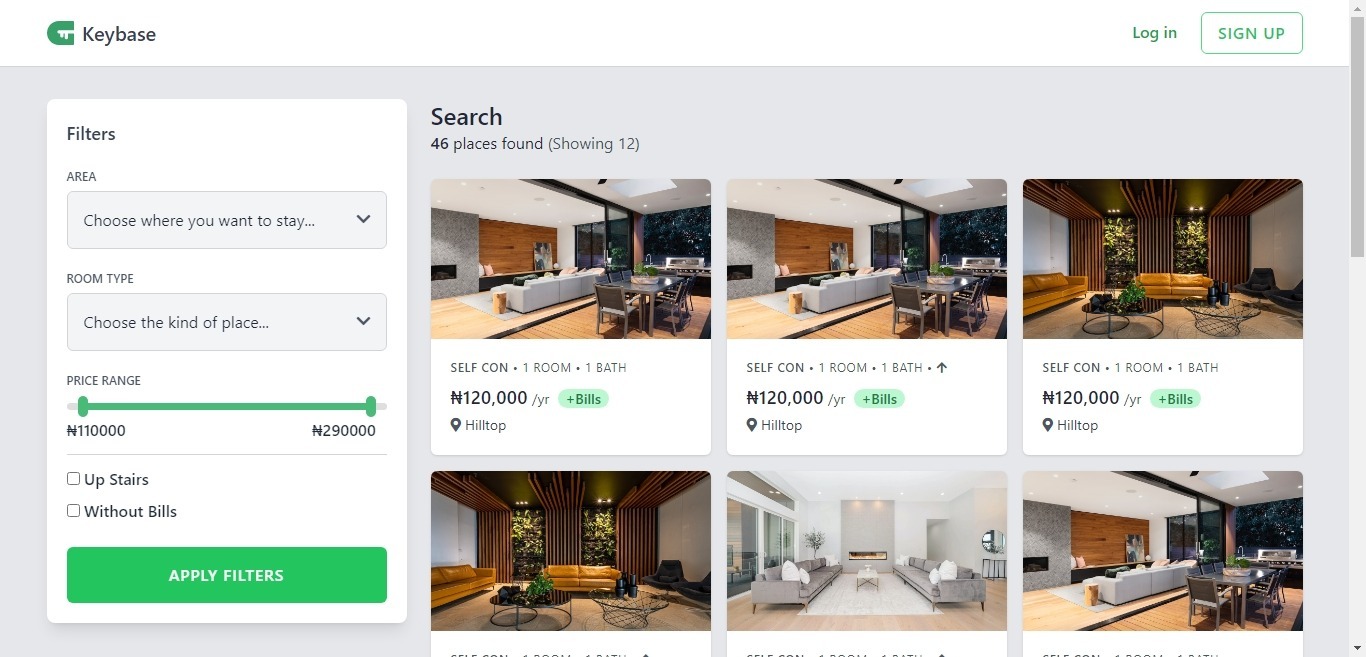 Keybase
Log in
SIGN UP
Filters
AREA
Choose where you want to stay...
ROOM TYPE
Choose the kind of place...
PRICE RANGE
₦110000
₦290000
Up Stairs
Without Bills
APPLY FILTERS
Search
46 places found (Showing 12)
SELF CON • 1 ROOM • 1 BATH
₦120,000 /yr +Bills
Hilltop
SELF CON • 1 ROOM • 1 BATH • ↑
₦120,000 /yr +Bills
Hilltop
SELF CON • 1 ROOM • 1 BATH
₦120,000 /yr +Bills
Hilltop